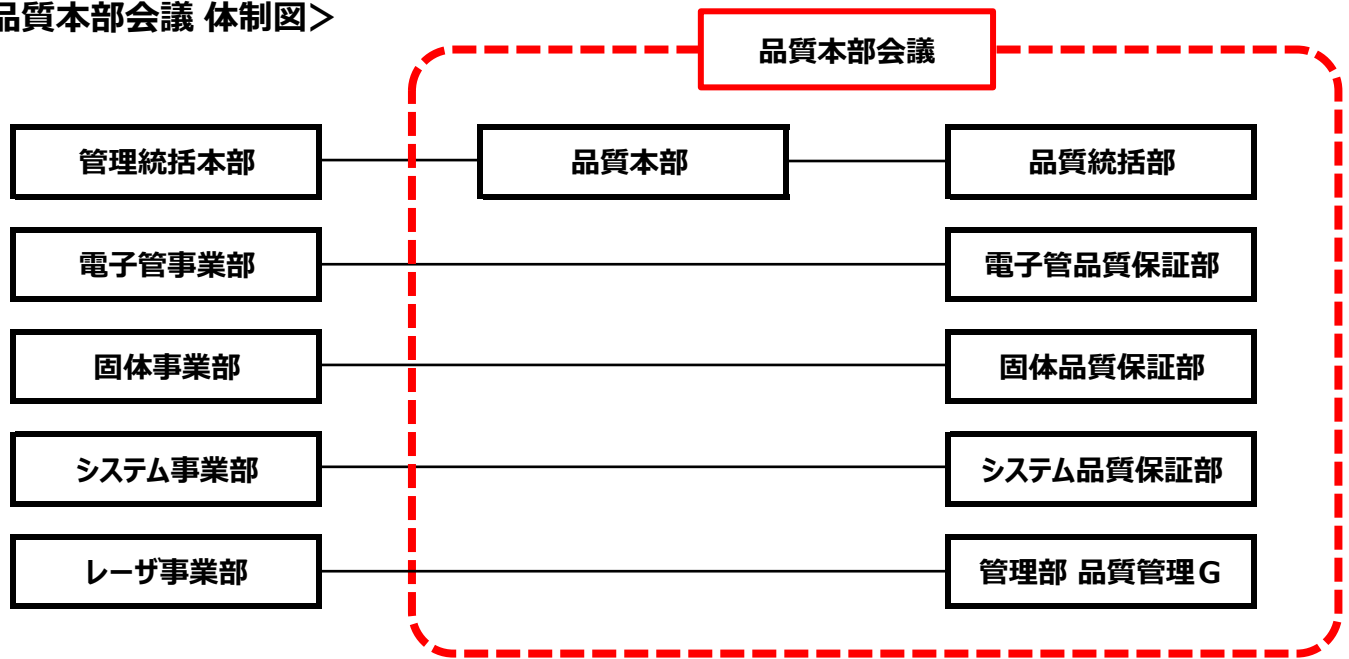 品質本部会議 体制図＞
品質本部会議
管理統括本部
品質本部
品質統括部
電子管事業部
電子管品質保証部
固体事業部
固体品質保証部
システム事業部
システム品質保証部
レーザ事業部
管理部 品質管理G